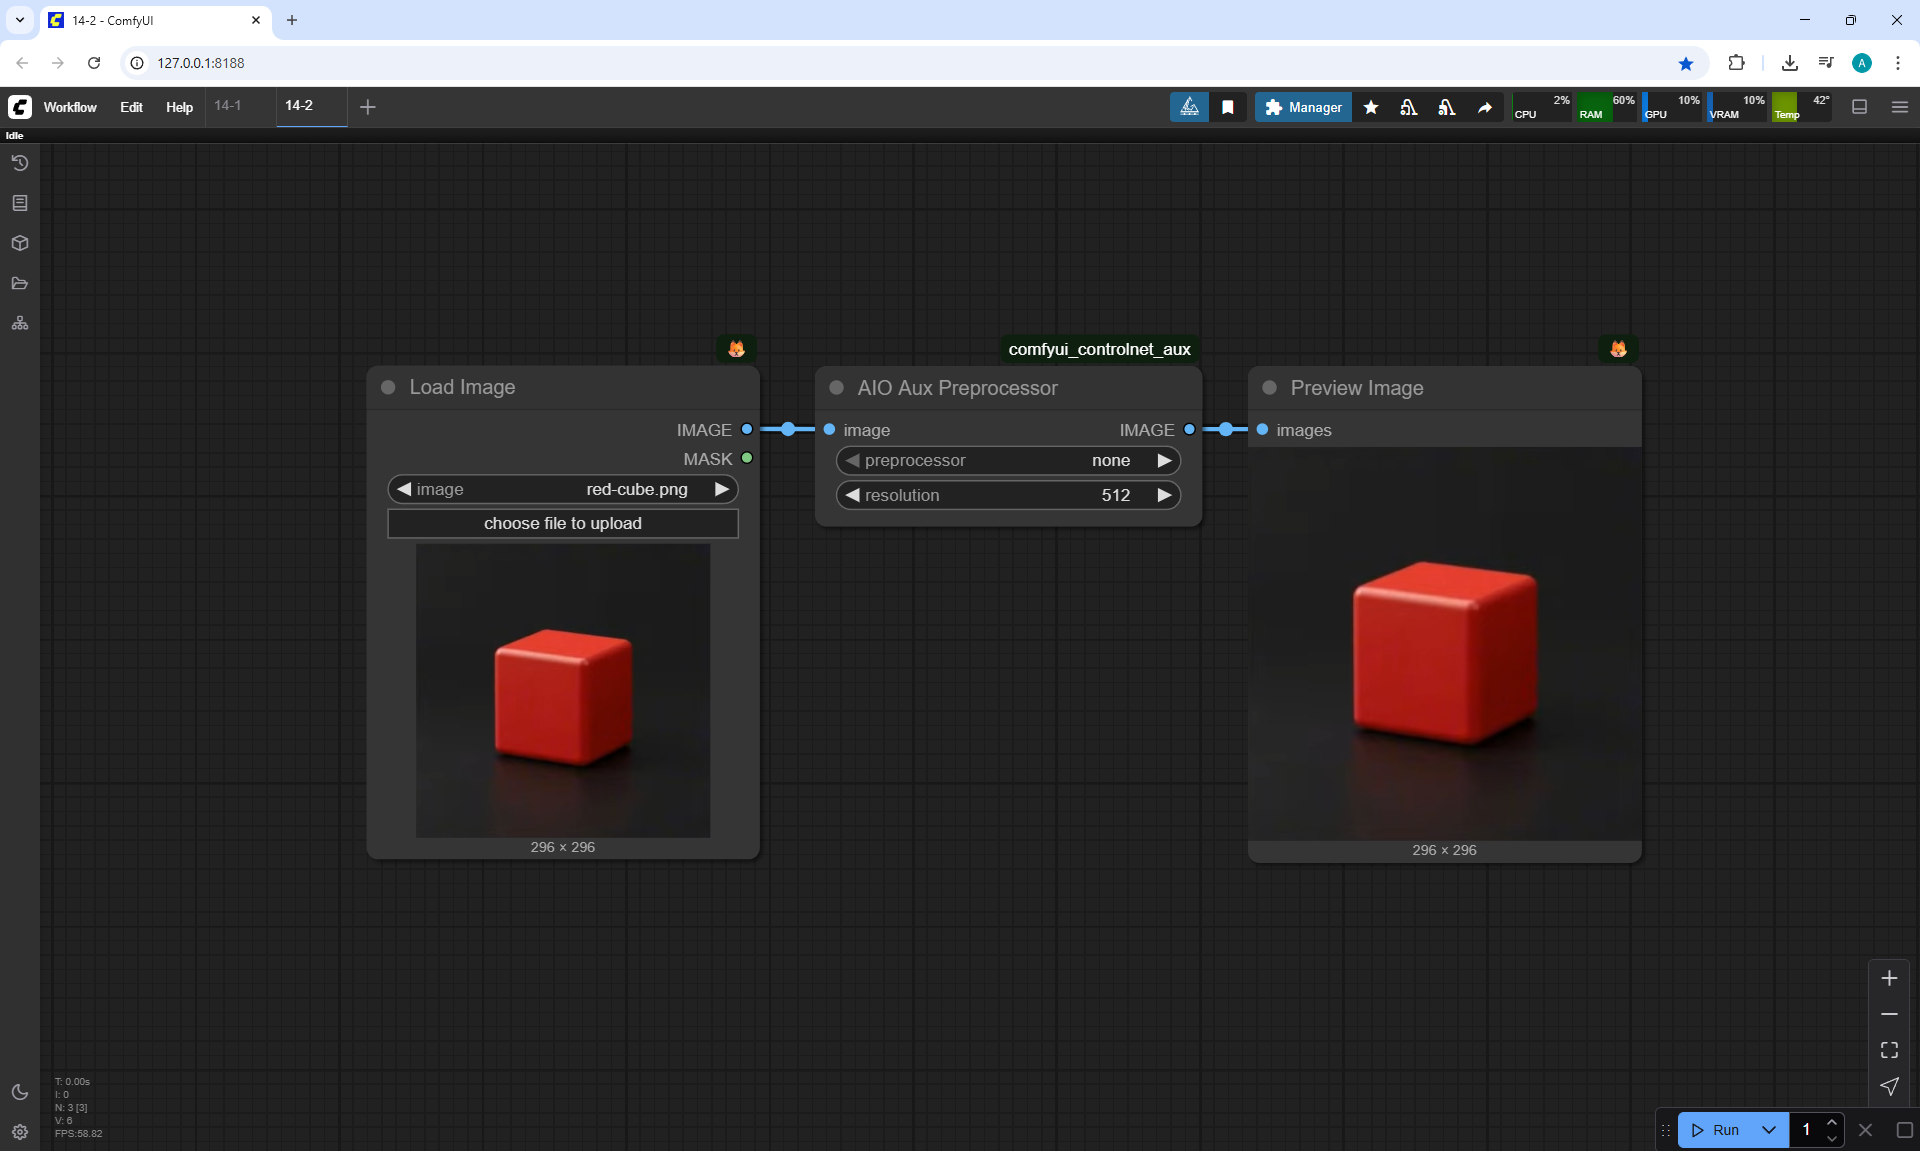 14-2 - ComfyUI
127.0.0.1:8188
Workflow
Edit
Help
14-1
14-2
Manager
CPU 2%
RAM 60%
GPU 10%
VRAM 10%
Temp 42°
Idle
comfyui_controlnet_aux
Load Image
IMAGE
MASK
image red-cube.png
choose file to upload
296 × 296
AIO Aux Preprocessor
image IMAGE
preprocessor none
resolution 512
Preview Image
images
296 × 296
T: 0.00s
I: 0
N: 3 [3]
V: 6
FPS:58.82
Run
1
A